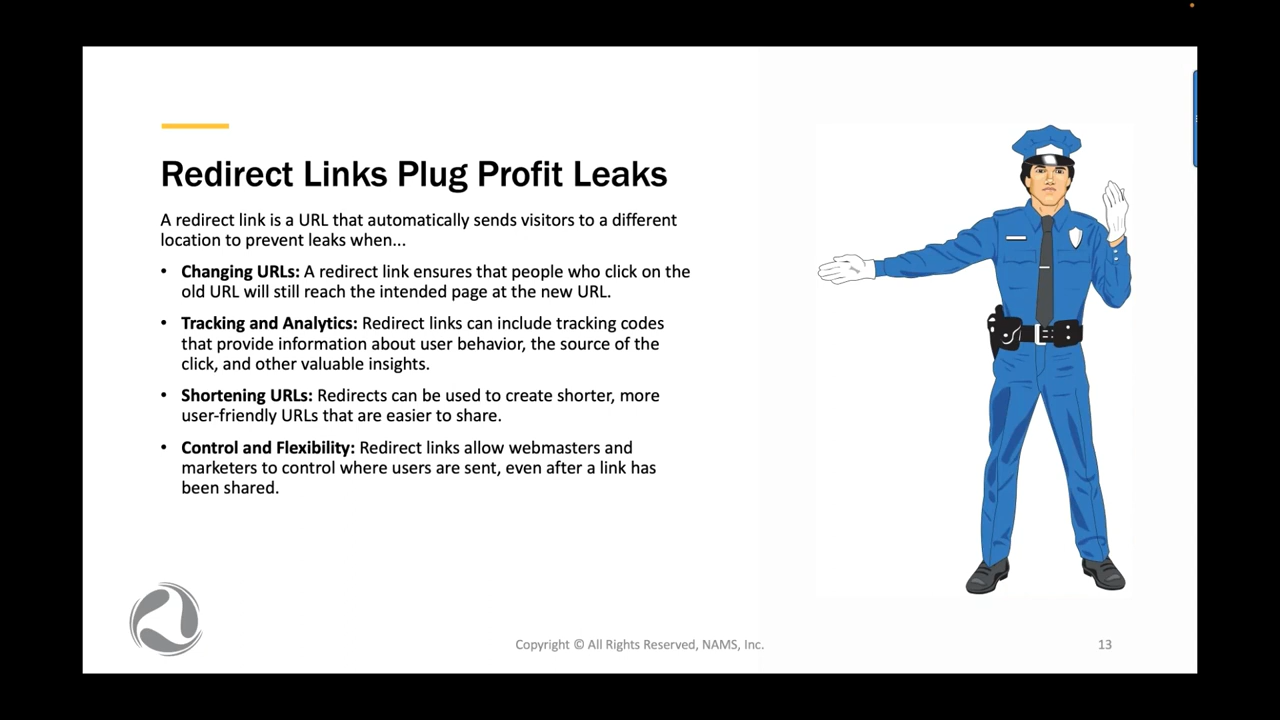 Redirect Links Plug Profit Leaks
A redirect link is a URL that automatically sends visitors to a different
location to prevent leaks when...
• Changing URLs: A redirect link ensures that people who click on the
old URL will still reach the intended page at the new URL.
• Tracking and Analytics: Redirect links can include tracking codes
that provide information about user behavior, the source of the
click, and other valuable insights.
• Shortening URLs: Redirects can be used to create shorter, more
user-friendly URLs that are easier to share.
• Control and Flexibility: Redirect links allow webmasters and
marketers to control where users are sent, even after a link has
been shared.
Copyright © All Rights Reserved, NAMS, Inc.
13